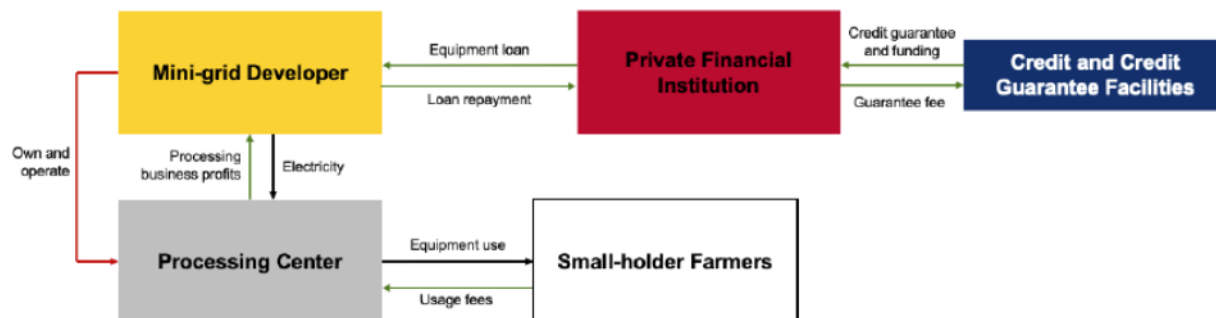 Mini-grid Developer
Equipment loan
Loan repayment
Private Financial
Institution
Credit guarantee
and funding
Guarantee fee
Credit and Credit
Guarantee Facilities
Own and
operate
Processing
business profits
Electricity
Processing Center
Equipment use
Usage fees
Small-holder Farmers